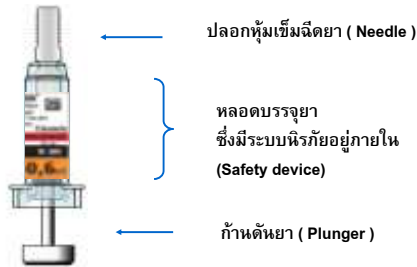 ปลอกหุ้มเข็มฉีดยา ( Needle )
หลอดบรรจุยา
ซึ่งมีระบบนิรภัยอยู่ภายใน
(Safety device)
0,6
ก้านดันยา ( Plunger )